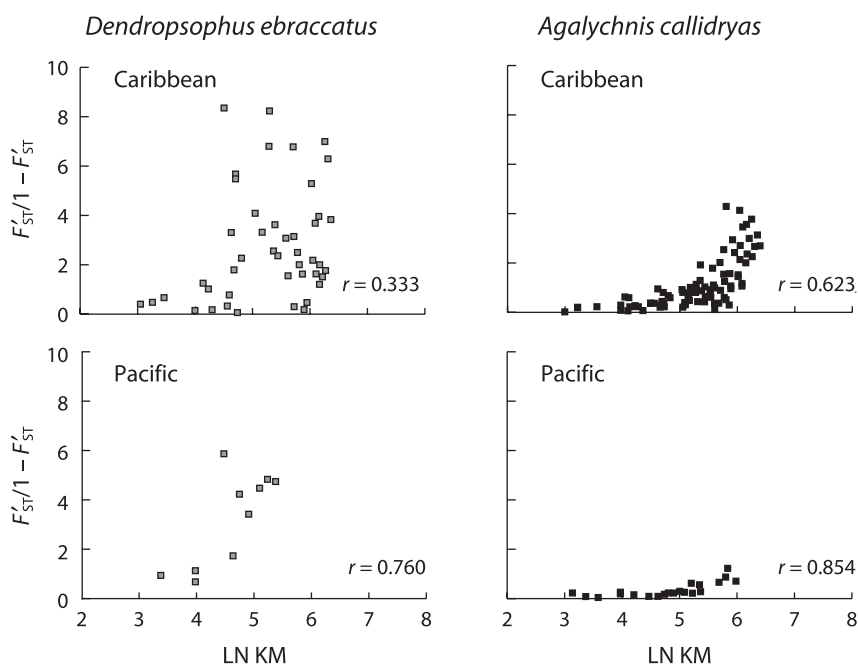 Dendropsophus ebraccatus
Agalychnis callidryas
10
8
6
4
2
0
F′ST/1 – F′ST
Caribbean
r = 0.333
Caribbean
r = 0.623
10
8
6
4
2
0
F′ST/1 – F′ST
Pacific
r = 0.760
Pacific
r = 0.854
2 3 4 5 6 7 8
2 3 4 5 6 7 8
LN KM
LN KM